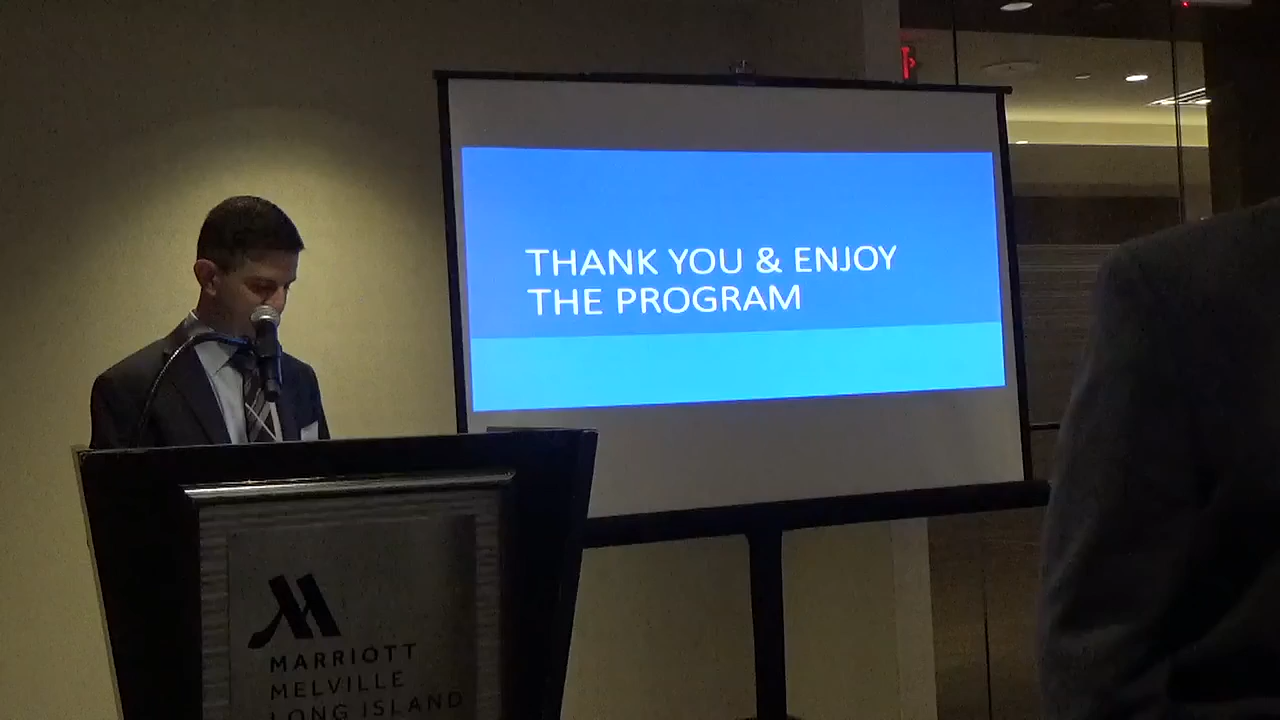 THANK YOU & ENJOY
THE PROGRAM
MARRIOTT
MELVILLE
LONG ISLAND